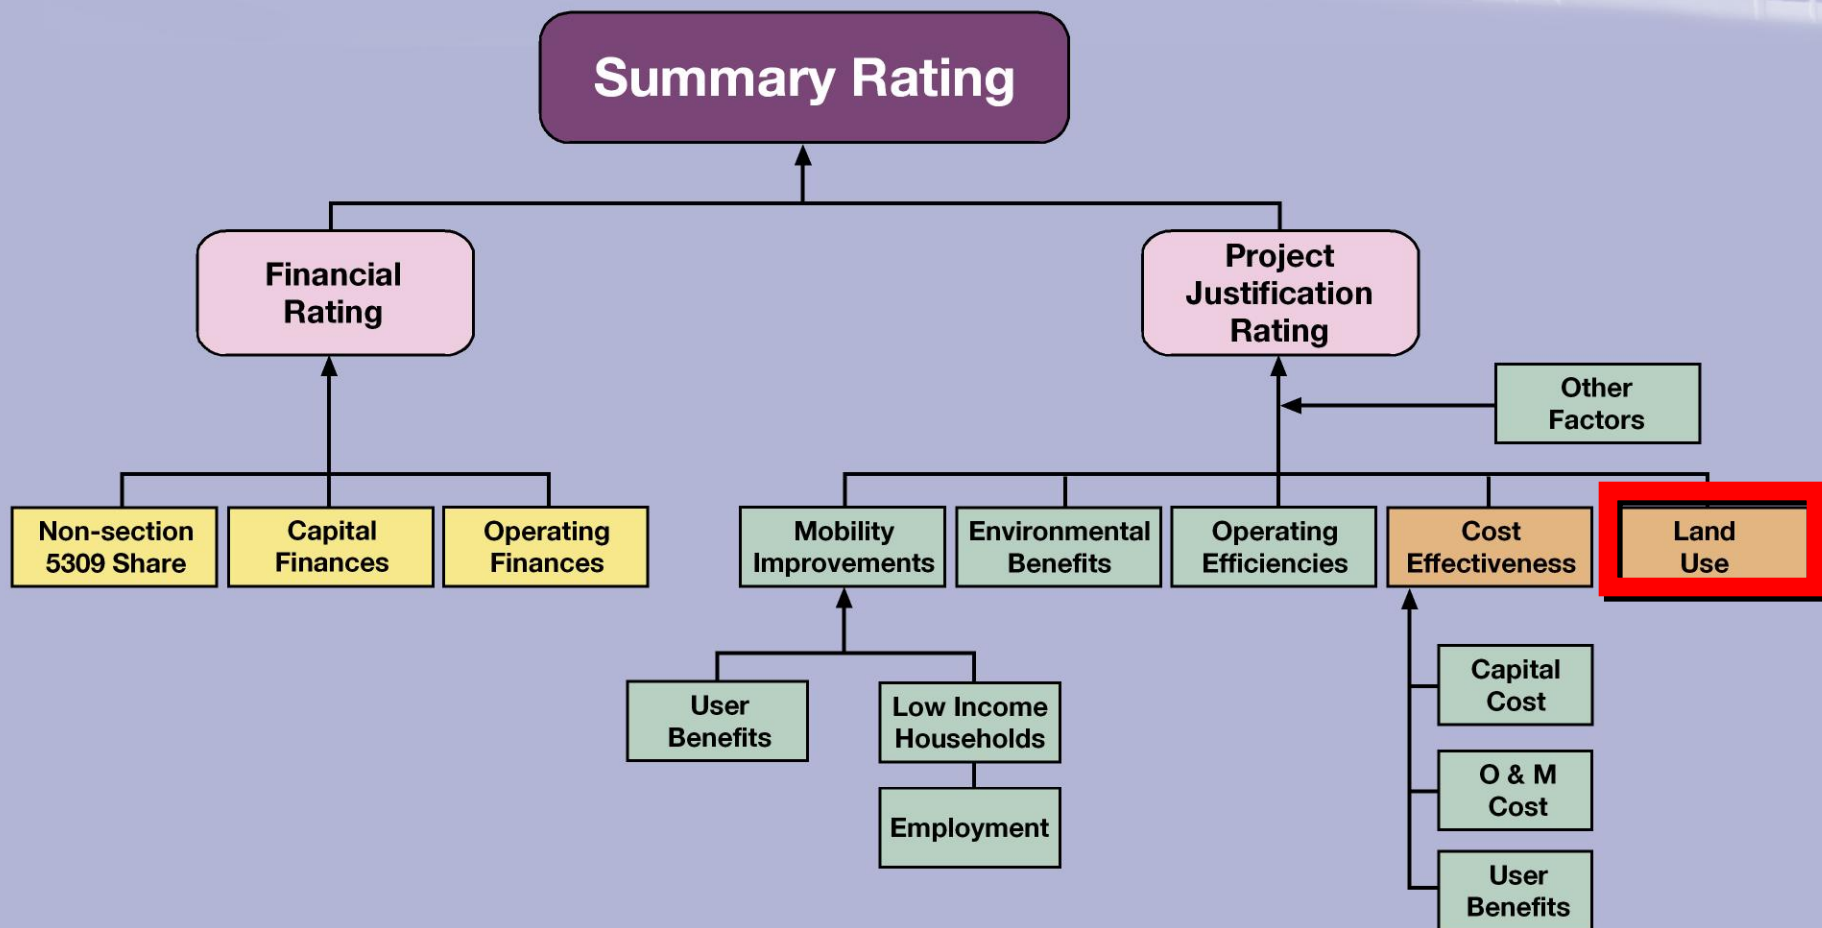 Summary Rating
Financial
Rating
Project
Justification
Rating
Other
Factors
Non-section
5309 Share
Capital
Finances
Operating
Finances
Mobility
Improvements
Environmental
Benefits
Operating
Efficiencies
Cost
Effectiveness
Land
Use
User
Benefits
Low Income
Households
Employment
Capital
Cost
O & M
Cost
User
Benefits